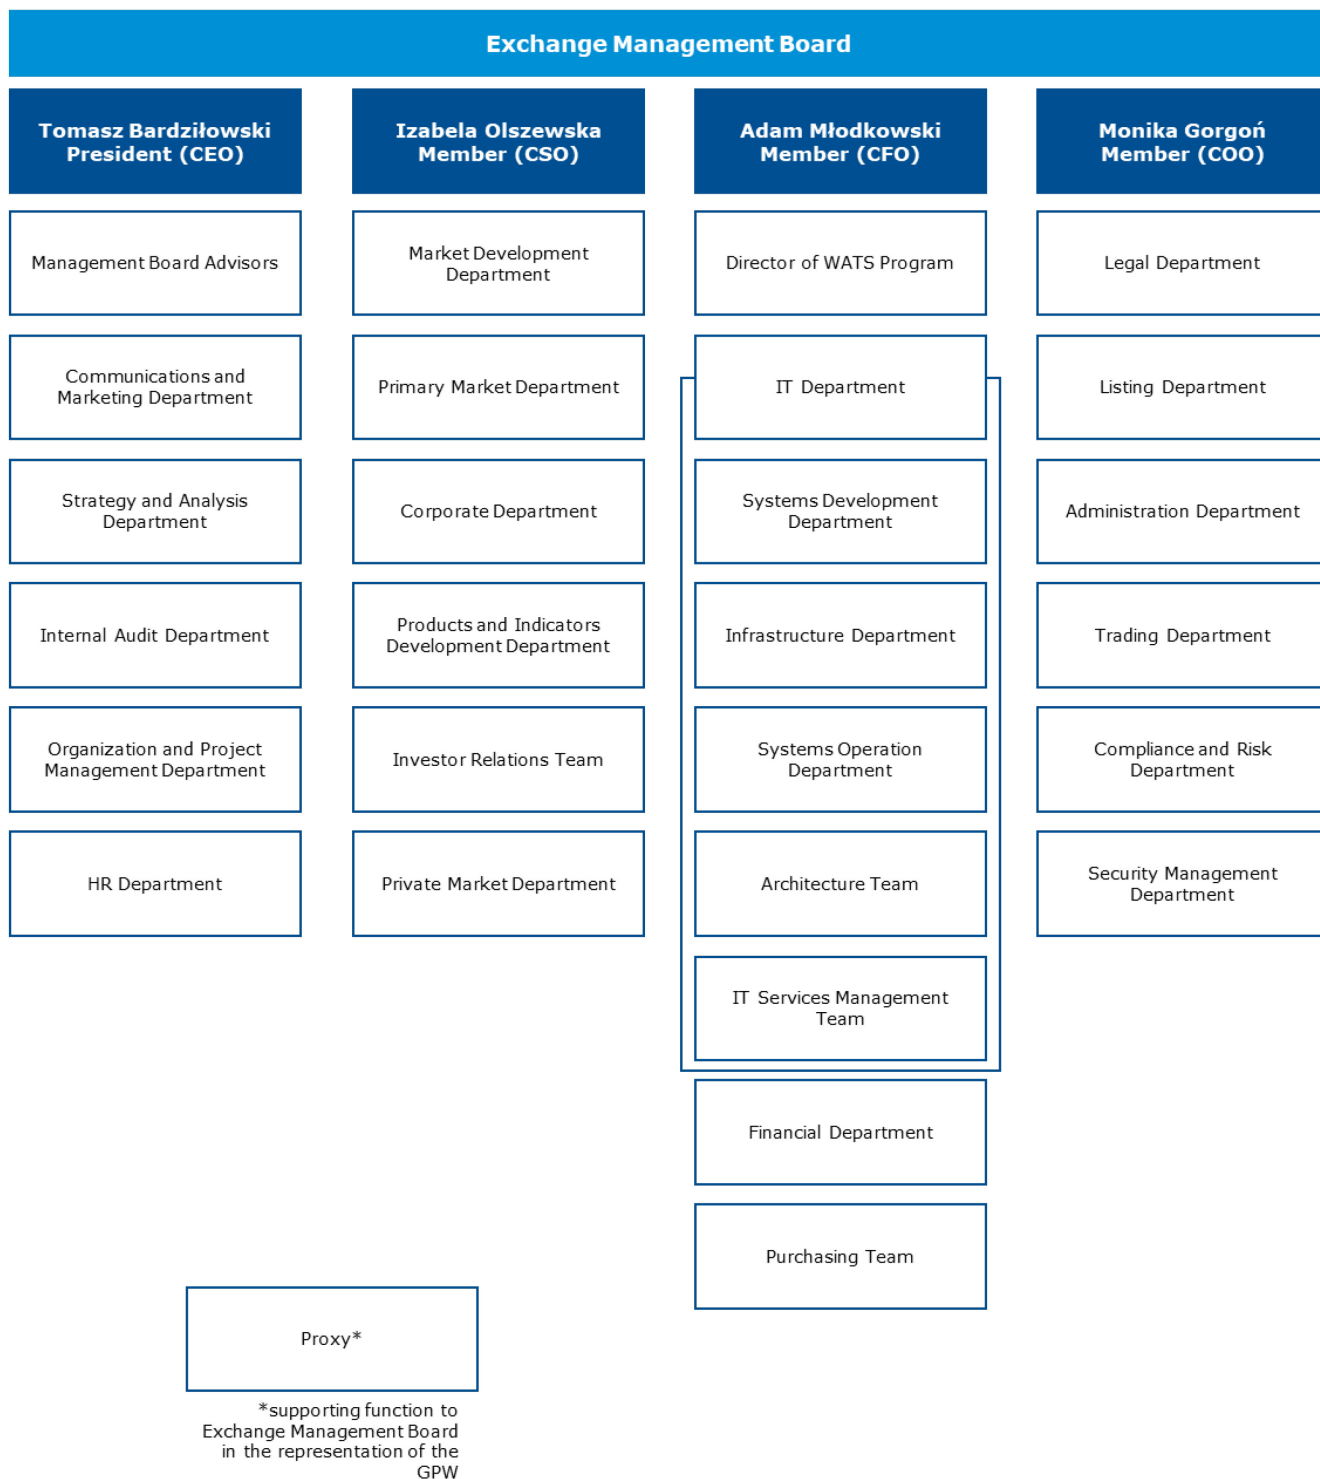 Exchange Management Board
Tomasz Bardziłowski
President (CEO)
Management Board Advisors
Communications and
Marketing Department
Strategy and Analysis
Department
Internal Audit Department
Organization and Project
Management Department
HR Department
Izabela Olszewska
Member (CSO)
Market Development
Department
Primary Market Department
Corporate Department
Products and Indicators
Development Department
Investor Relations Team
Private Market Department
Adam Młodkowski
Member (CFO)
Director of WATS Program
IT Department
Systems Development
Department
Infrastructure Department
Systems Operation
Department
Architecture Team
IT Services Management
Team
Financial Department
Purchasing Team
Monika Gorgoń
Member (COO)
Legal Department
Listing Department
Administration Department
Trading Department
Compliance and Risk
Department
Security Management
Department
Proxy*
*supporting function to
Exchange Management Board
in the representation of the
GPW